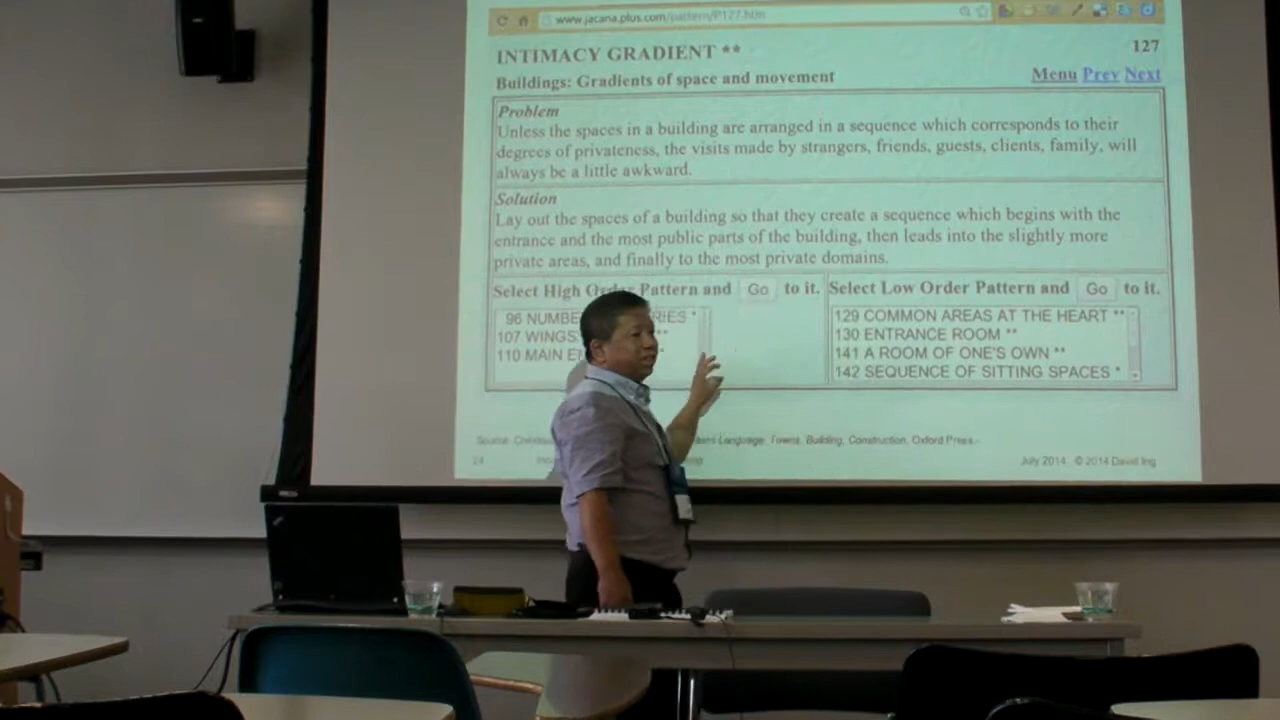 www.jacana.plus.com/pattern/P127.htm
INTIMACY GRADIENT **
127
Buildings: Gradients of space and movement
Menu Prev Next
Problem
Unless the spaces in a building are arranged in a sequence which corresponds to their
degrees of privateness, the visits made by strangers, friends, guests, clients, family, will
always be a little awkward.
Solution
Lay out the spaces of a building so that they create a sequence which begins with the
entrance and the most public parts of the building, then leads into the slightly more
private areas, and finally to the most private domains.
Select High Order Pattern and Go to it.
Select Low Order Pattern and Go to it.
96 NUMBE RIES *
107 WINGS **
110 MAIN E
129 COMMON AREAS AT THE HEART **
130 ENTRANCE ROOM **
141 A ROOM OF ONE'S OWN **
142 SEQUENCE OF SITTING SPACES *
Source: Language: Towns, Building, Construction, Oxford Press.
24
July 2014 © 2014 David Ing